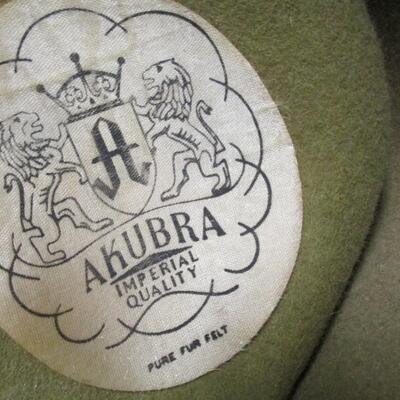 A
AKUBRA
IMPERIAL
QUALITY
PURE FUR FELT